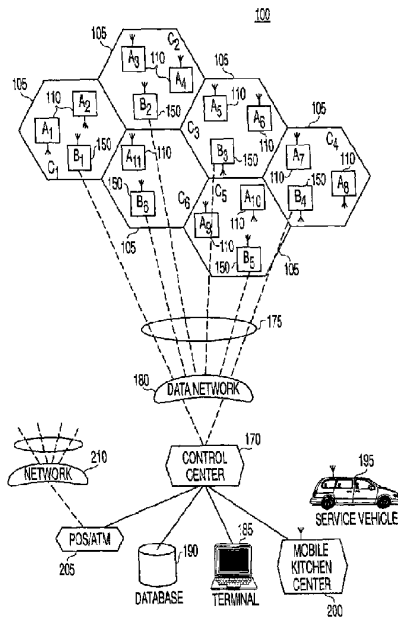 100
105
C2
A3
110
A4
105
105
110
A2
A1
B2
150
C3
A5
110
A6
105
C4
B1
150
C1
A11
110
B3
150
A7
110
110
150
B6
C6
C5
A10
110
B4
150
A8
105
A9
110
150
B5
105
175
180
DATA NETWORK
170
CONTROL
CENTER
210
NETWORK
195
SERVICE VEHICLE
POS/ATM
205
190
DATABASE
185
TERMINAL
MOBILE
KITCHEN
CENTER
200